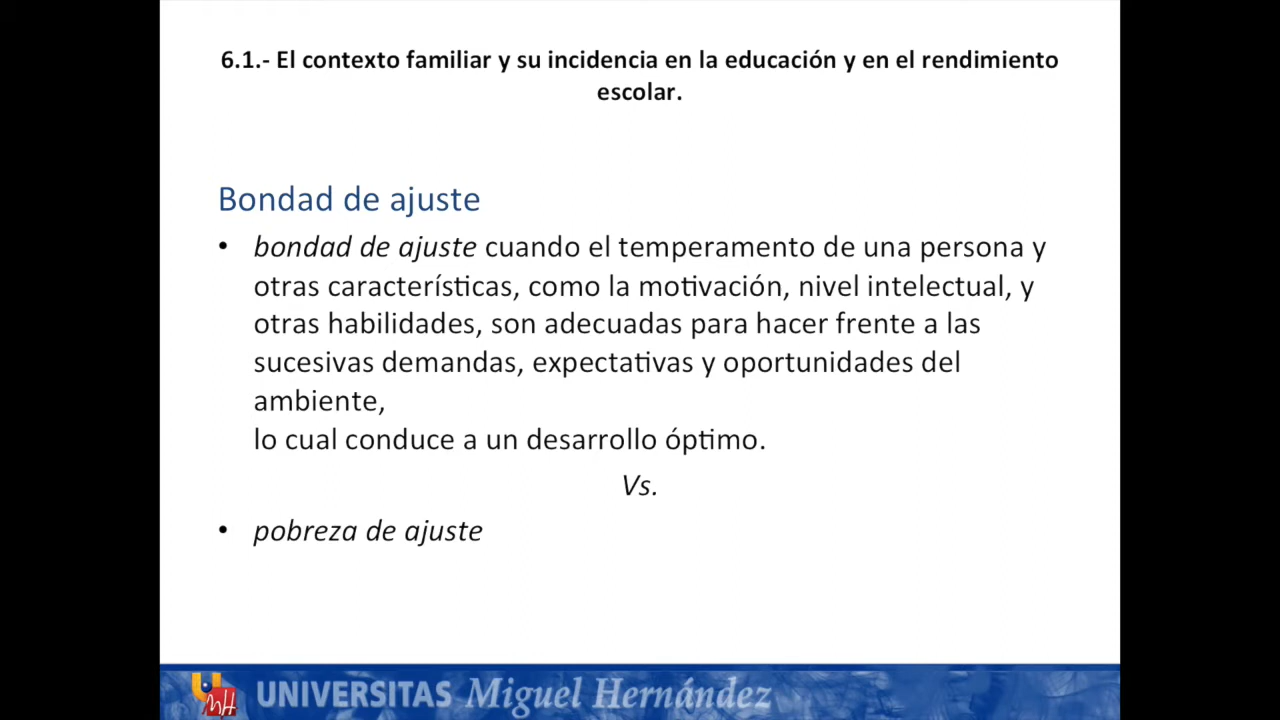 6.1.- El contexto familiar y su incidencia en la educación y en el rendimiento
escolar.
Bondad de ajuste
• bondad de ajuste cuando el temperamento de una persona y
otras características, como la motivación, nivel intelectual, y
otras habilidades, son adecuadas para hacer frente a las
sucesivas demandas, expectativas y oportunidades del
ambiente,
lo cual conduce a un desarrollo óptimo.
Vs.
• pobreza de ajuste
UMH UNIVERSITAS Miguel Hernández